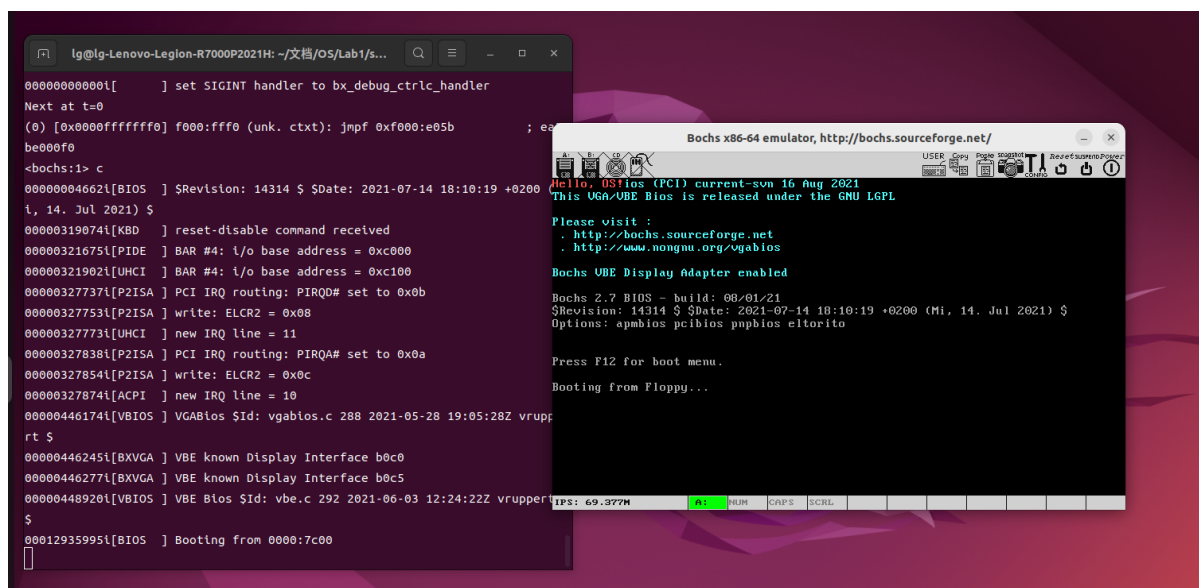 lg@lg-Lenovo-Legion-R7000P2021H: ~/文档/OS/Lab1/s...
00000000000i[      ] set SIGINT handler to bx_debug_ctrlc_handler
Next at t=0
(0) [0x0000fffffff0] f000:fff0 (unk. ctxt): jmpf 0xf000:e05b          ; ea
be000f0
<bochs:1> c
00000004662i[BIOS  ] $Revision: 14314 $ $Date: 2021-07-14 18:10:19 +0200 (
i, 14. Jul 2021) $
00000319074i[KBD   ] reset-disable command received
00000321675i[PIDE  ] BAR #4: i/o base address = 0xc000
00000321902i[UHCI  ] BAR #4: i/o base address = 0xc100
00000327737i[P2ISA ] PCI IRQ routing: PIRQD# set to 0x0b
00000327753i[P2ISA ] write: ELCR2 = 0x08
00000327773i[UHCI  ] new IRQ line = 11
00000327838i[P2ISA ] PCI IRQ routing: PIRQA# set to 0x0a
00000327854i[P2ISA ] write: ELCR2 = 0x0c
00000327874i[ACPI  ] new IRQ line = 10
00000446174i[VBIOS ] VGABios $Id: vgabios.c 288 2021-05-28 19:05:28Z vrupp
rt $
00000446245i[BXVGA ] VBE known Display Interface b0c0
00000446277i[BXVGA ] VBE known Display Interface b0c5
00000448920i[VBIOS ] VBE Bios $Id: vbe.c 292 2021-06-03 12:24:22Z vruppert
$
00012935995i[BIOS  ] Booting from 0000:7c00
Bochs x86-64 emulator, http://bochs.sourceforge.net/
A: B: CD USER Copy Paste snapshot CONFIG Reset SUSPEND Power
Hello, OS!ios (PCI) current-svn 16 Aug 2021
This VGA/VBE Bios is released under the GNU LGPL
Please visit :
. http://bochs.sourceforge.net
. http://www.nongnu.org/vgabios
Bochs VBE Display Adapter enabled
Bochs 2.7 BIOS - build: 08/01/21
$Revision: 14314 $ $Date: 2021-07-14 18:10:19 +0200 (Mi, 14. Jul 2021) $
Options: apmbios pcibios pnpbios eltorito
Press F12 for boot menu.
Booting from Floppy...
IPS: 69.377M A: NUM CAPS SCRL